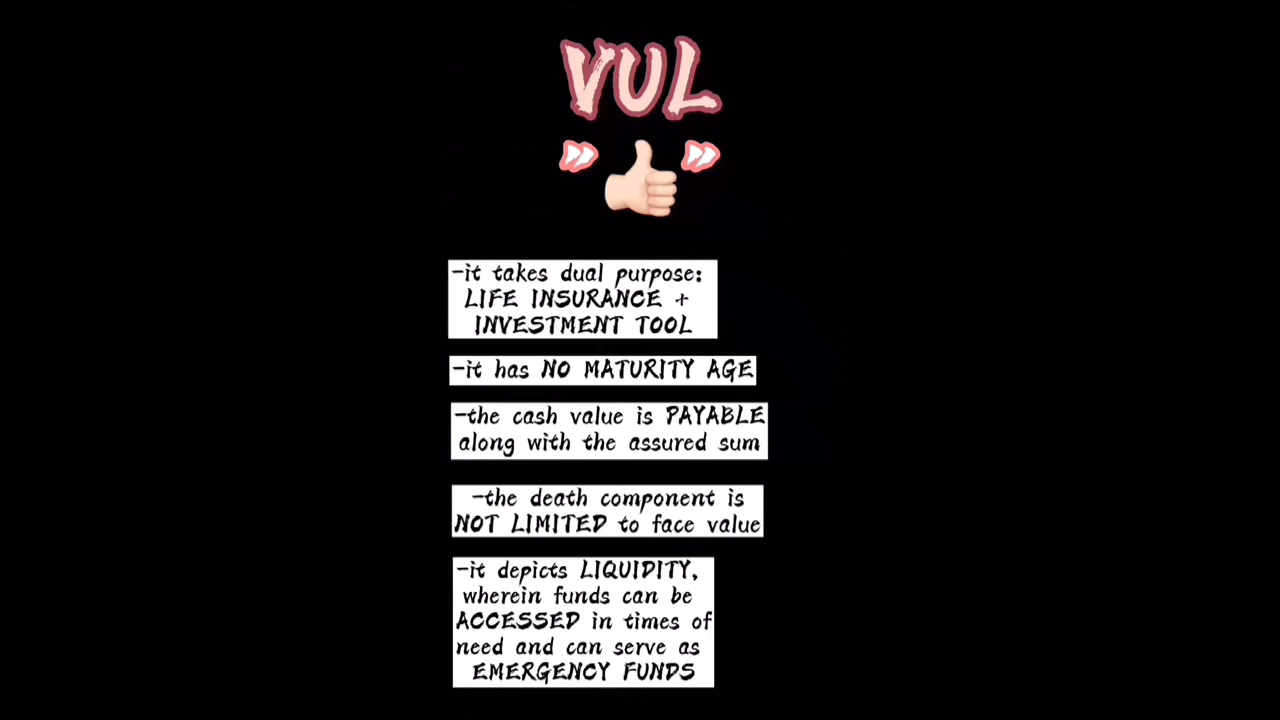 VUL
-it takes dual purpose:
LIFE INSURANCE +
INVESTMENT TOOL
-it has NO MATURITY AGE
-the cash value is PAYABLE
along with the assured sum
-the death component is
NOT LIMITED to face value
-it depicts LIQUIDITY,
wherein funds can be
ACCESSED in times of
need and can serve as
EMERGENCY FUNDS